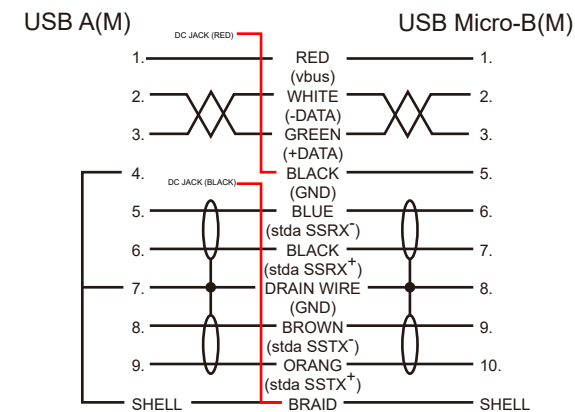 USB A(M)
USB Micro-B(M)
DC JACK (RED)
1. RED 1.
(vbus)
2. WHITE 2.
(-DATA)
3. GREEN 3.
(+DATA)
4. BLACK 5.
DC JACK (BLACK)
(GND)
5. BLUE 6.
(stda SSRX-)
6. BLACK 7.
(stda SSRX+)
7. DRAIN WIRE 8.
(GND)
8. BROWN 9.
(stda SSTX-)
9. ORANG 10.
(stda SSTX+)
SHELL BRAID SHELL